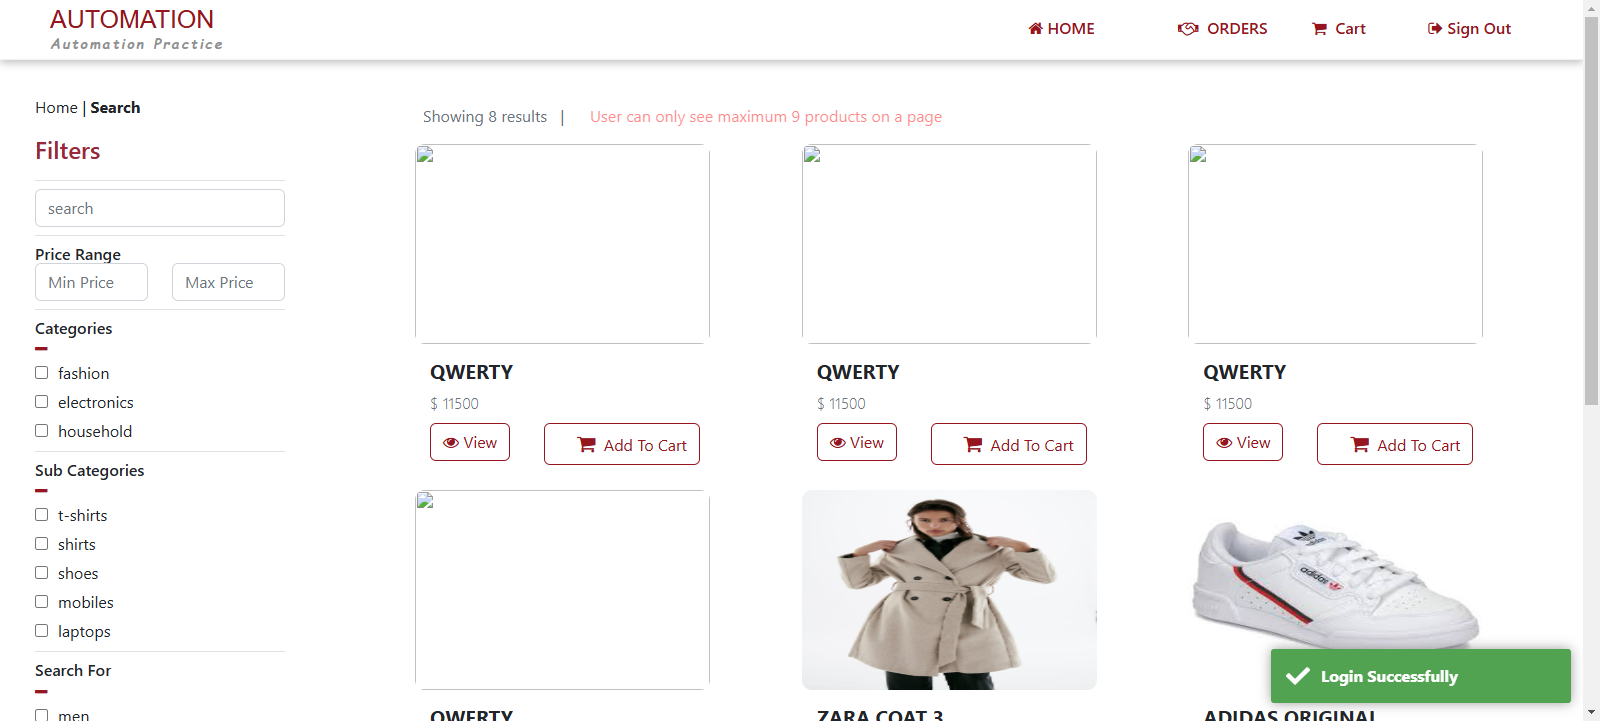 AUTOMATION
Automation Practice
HOME
ORDERS
Cart
Sign Out
Home | Search
Filters
search
Price Range
Min Price
Max Price
Categories
fashion
electronics
household
Sub Categories
t-shirts
shirts
shoes
mobiles
laptops
Search For
men
Showing 8 results |
User can only see maximum 9 products on a page
QWERTY
$ 11500
View
Add To Cart
QWERTY
$ 11500
View
Add To Cart
QWERTY
$ 11500
View
Add To Cart
QWERTY
ZARA COAT 3
adidas
adidas
ADIDAS ORIGINAL
Login Successfully